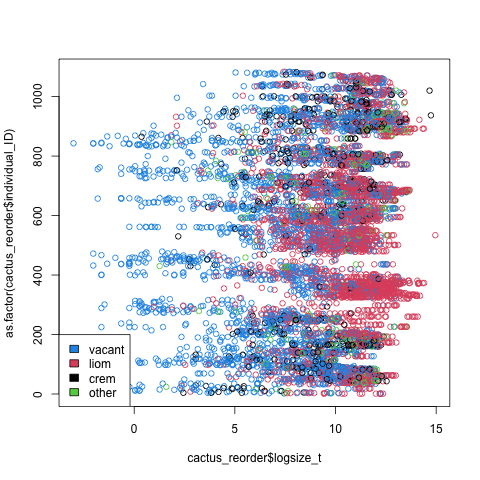 as.factor(cactus_reorder$individual_ID)
1000
800
600
400
200
0
vacant
liom
crem
other
0 5 10 15
cactus_reorder$logsize_t